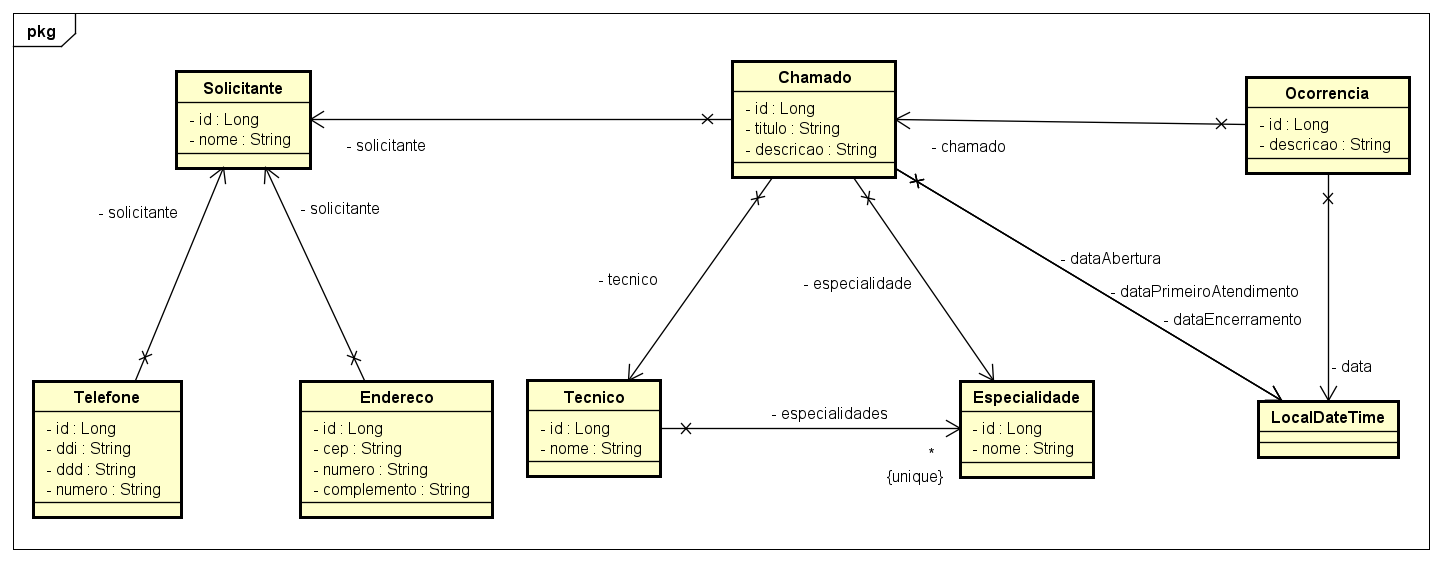 pkg
Solicitante
- id : Long
- nome : String
Chamado
- id : Long
- titulo : String
- descricao : String
Ocorrencia
- id : Long
- descricao : String
- solicitante
- chamado
- solicitante
- solicitante
- tecnico
- especialidade
- dataAbertura
- dataPrimeiroAtendimento
- dataEncerramento
- data
Telefone
- id : Long
- ddi : String
- ddd : String
- numero : String
Endereco
- id : Long
- cep : String
- numero : String
- complemento : String
Tecnico
- id : Long
- nome : String
- especialidades
*
{unique}
Especialidade
- id : Long
- nome : String
LocalDateTime